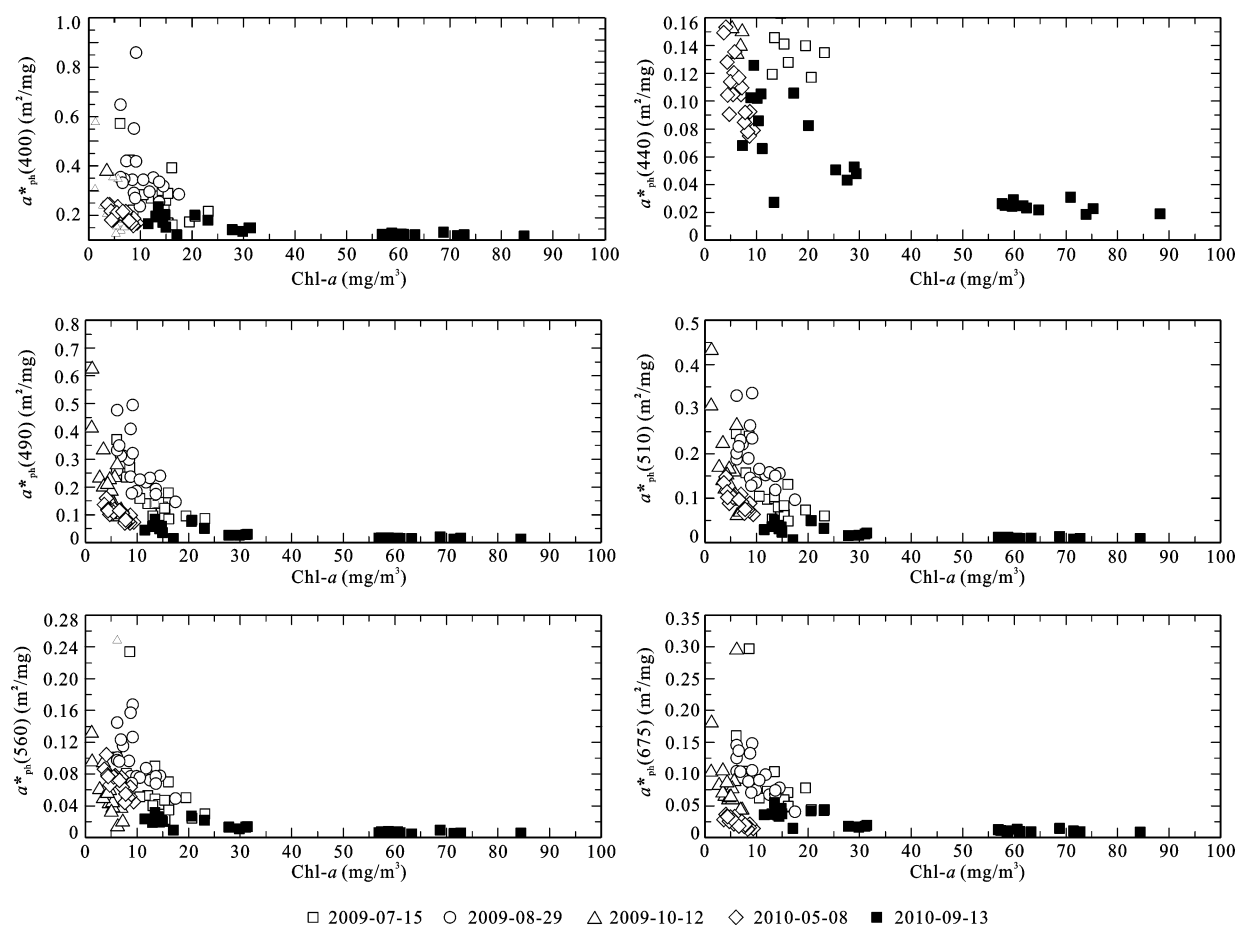 1.0
0.8
0.6
0.4
0.2
a*ph(400) (m²/mg)
0 10 20 30 40 50 60 70 80 90 100
Chl-a (mg/m³)
0.16
0.14
0.12
0.10
0.08
0.06
0.04
0.02
0
a*ph(440) (m²/mg)
0 10 20 30 40 50 60 70 80 90 100
Chl-a (mg/m³)
0.8
0.7
0.6
0.5
0.4
0.3
0.2
0.1
0
a*ph(490) (m²/mg)
0 10 20 30 40 50 60 70 80 90 100
Chl-a (mg/m³)
0.5
0.4
0.3
0.2
0.1
0
a*ph(510) (m²/mg)
0 10 20 30 40 50 60 70 80 90 100
Chl-a (mg/m³)
0.28
0.24
0.20
0.16
0.12
0.08
0.04
0
a*ph(560) (m²/mg)
0 10 20 30 40 50 60 70 80 90 100
Chl-a (mg/m³)
0.35
0.30
0.25
0.20
0.15
0.10
0.05
0
a*ph(675) (m²/mg)
0 10 20 30 40 50 60 70 80 90 100
Chl-a (mg/m³)
2009-07-15 2009-08-29 2009-10-12 2010-05-08 2010-09-13